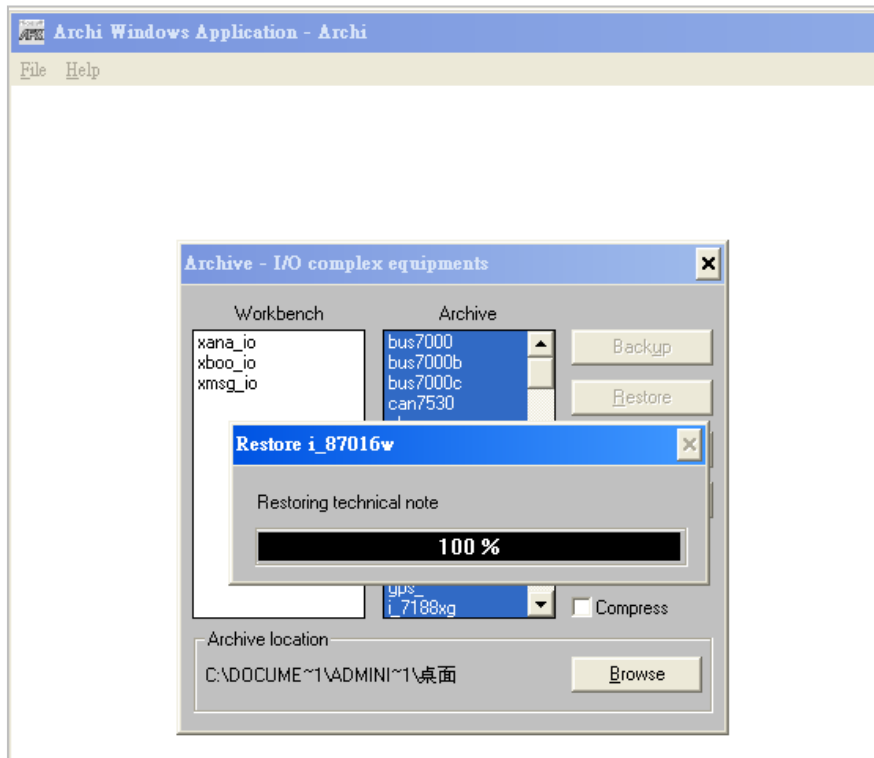 Archi Windows Application - Archi
File Help
Archive - I/O complex equipments
Workbench
Archive
xana_io
xboo_io
xmsg_io
bus7000
bus7000b
bus7000c
can7530
Backup
Restore
Restore i_87016w
Restoring technical note
100 %
gps_
i_7188xg
Compress
Archive location
C:\DOCUME~1\ADMINI~1\桌面
Browse